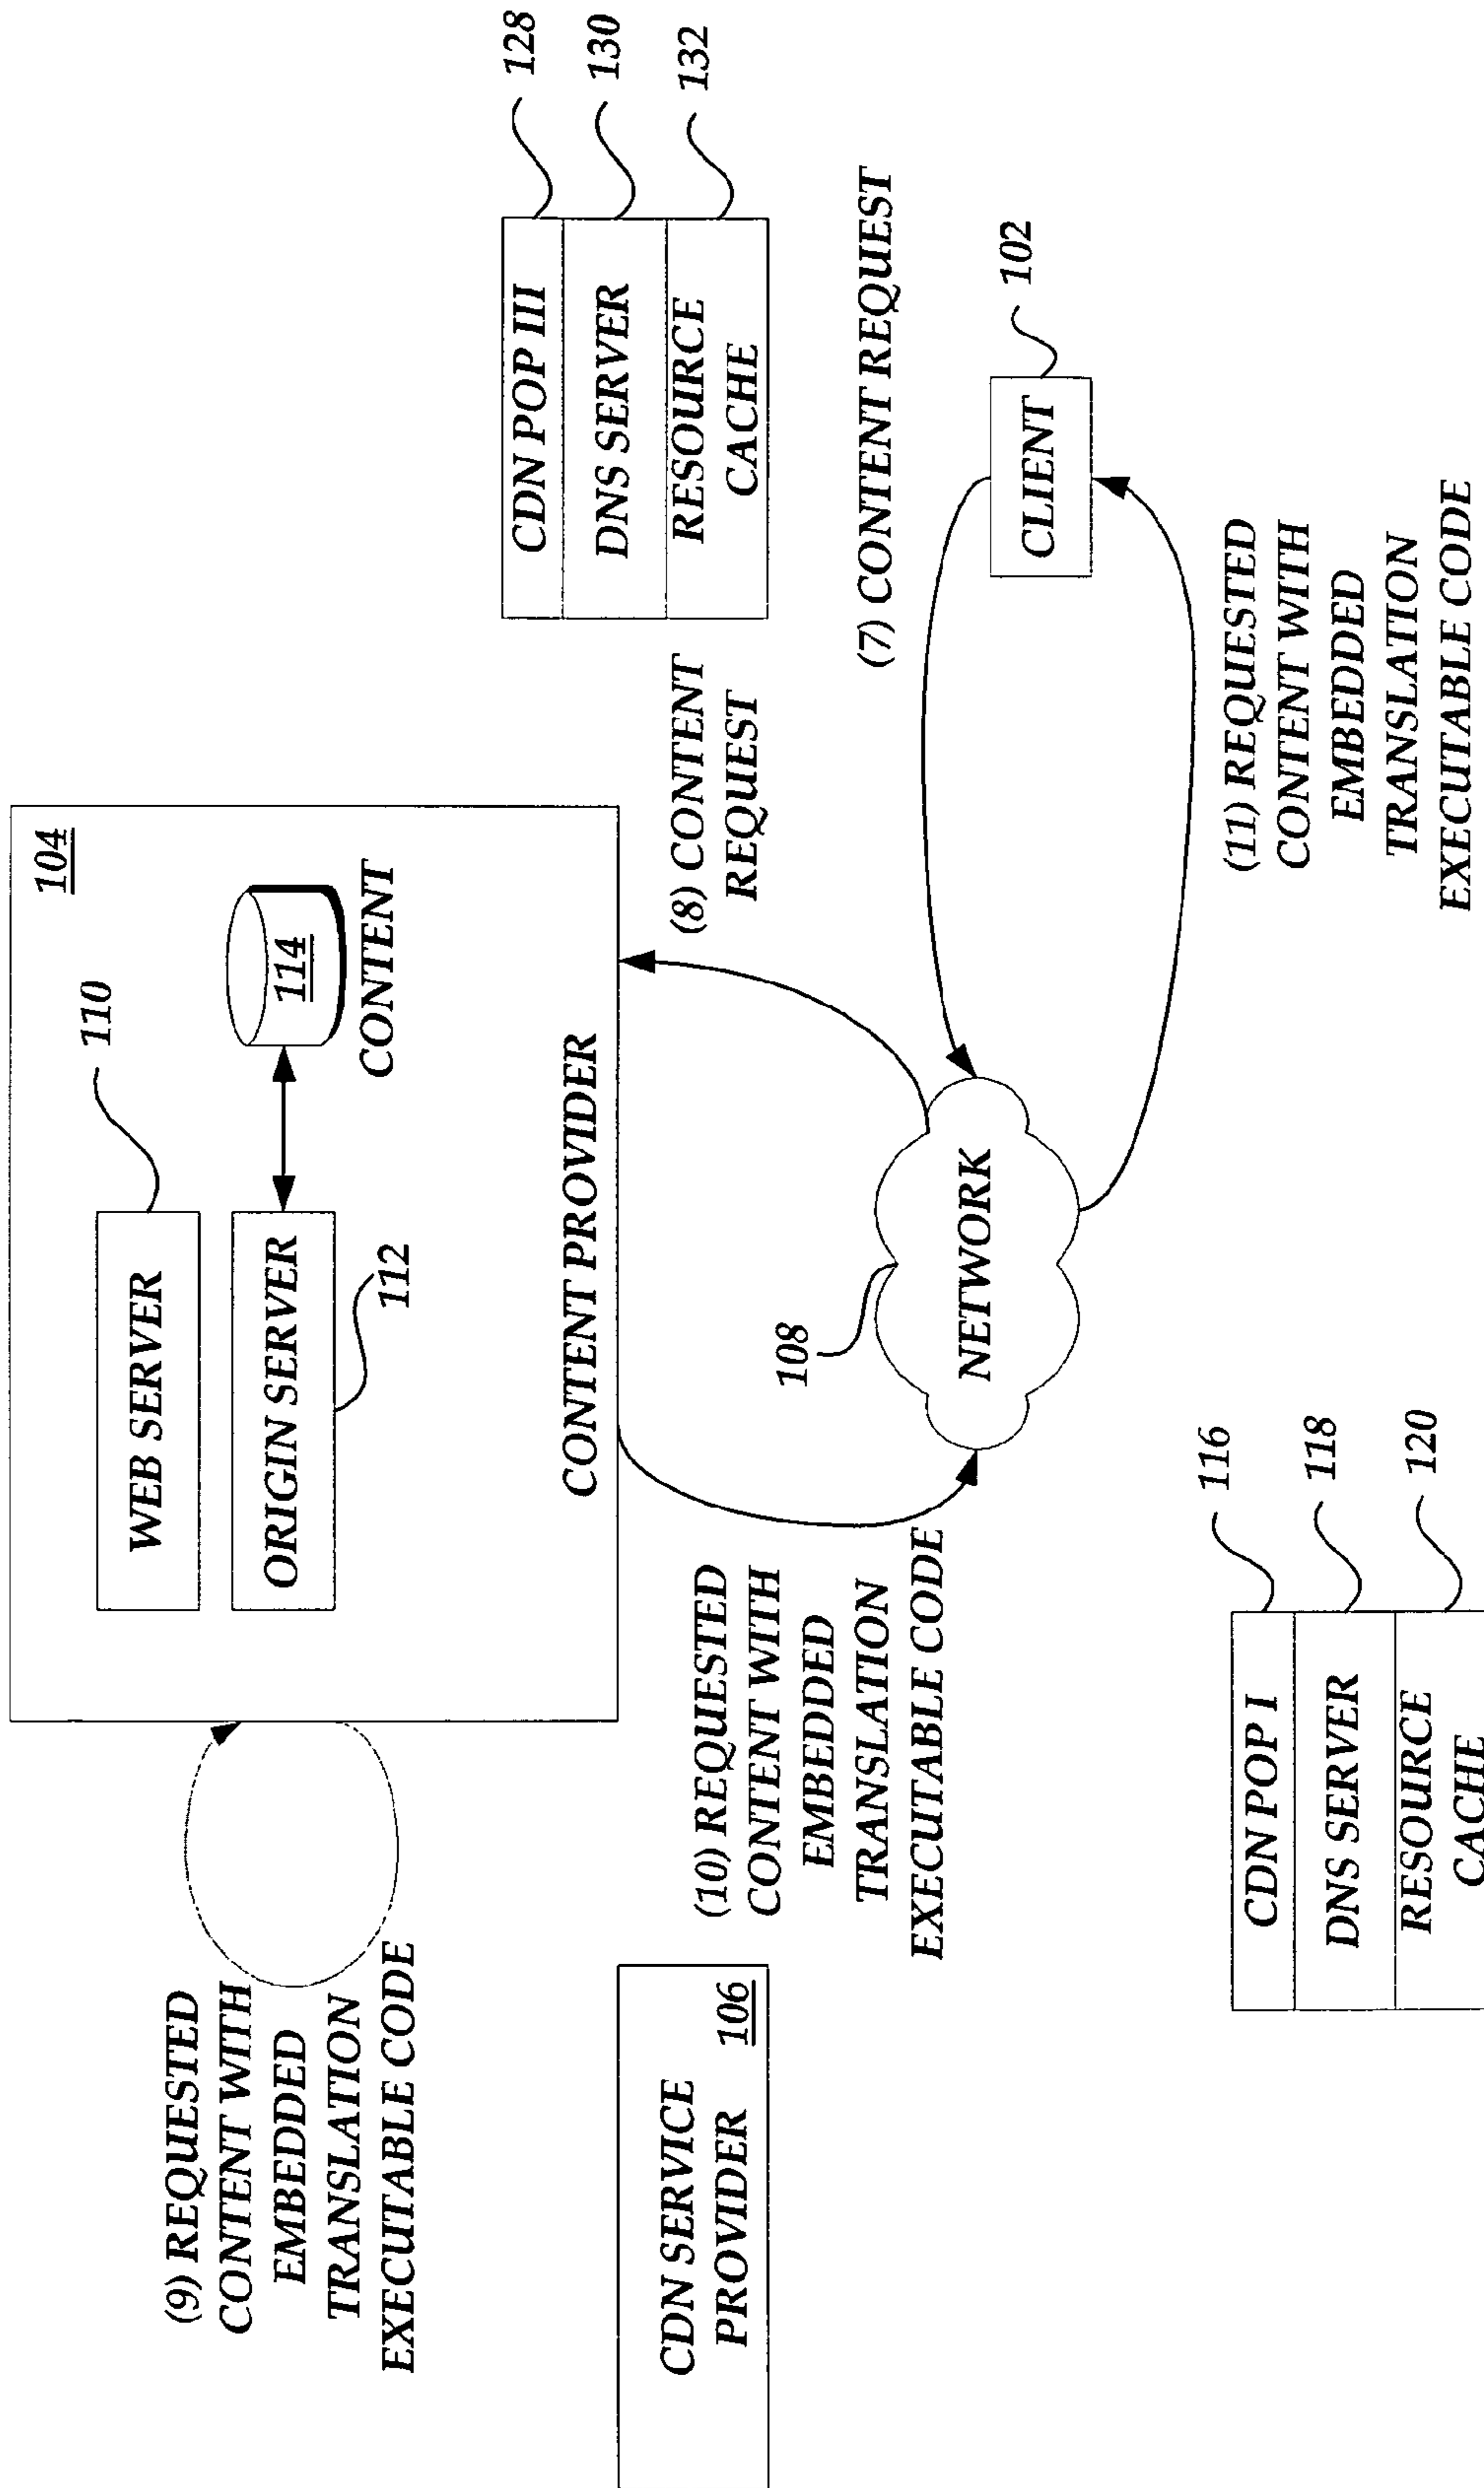 (9) REQUESTED
CONTENT WITH
EMBEDDED
TRANSLATION
EXECUTABLE CODE
104
WEB SERVER
110
ORIGIN SERVER
112
114
CONTENT
CONTENT PROVIDER
CDN SERVICE
PROVIDER
106
(10) REQUESTED
CONTENT WITH
EMBEDDED
TRANSLATION
EXECUTABLE CODE
(8) CONTENT
REQUEST
CDN POP III
DNS SERVER
RESOURCE
CACHE
128
130
132
108
NETWORK
(7) CONTENT REQUEST
CLIENT
102
(11) REQUESTED
CONTENT WITH
EMBEDDED
TRANSLATION
EXECUTABLE CODE
CDN POP I
DNS SERVER
RESOURCE
CACHE
116
118
120